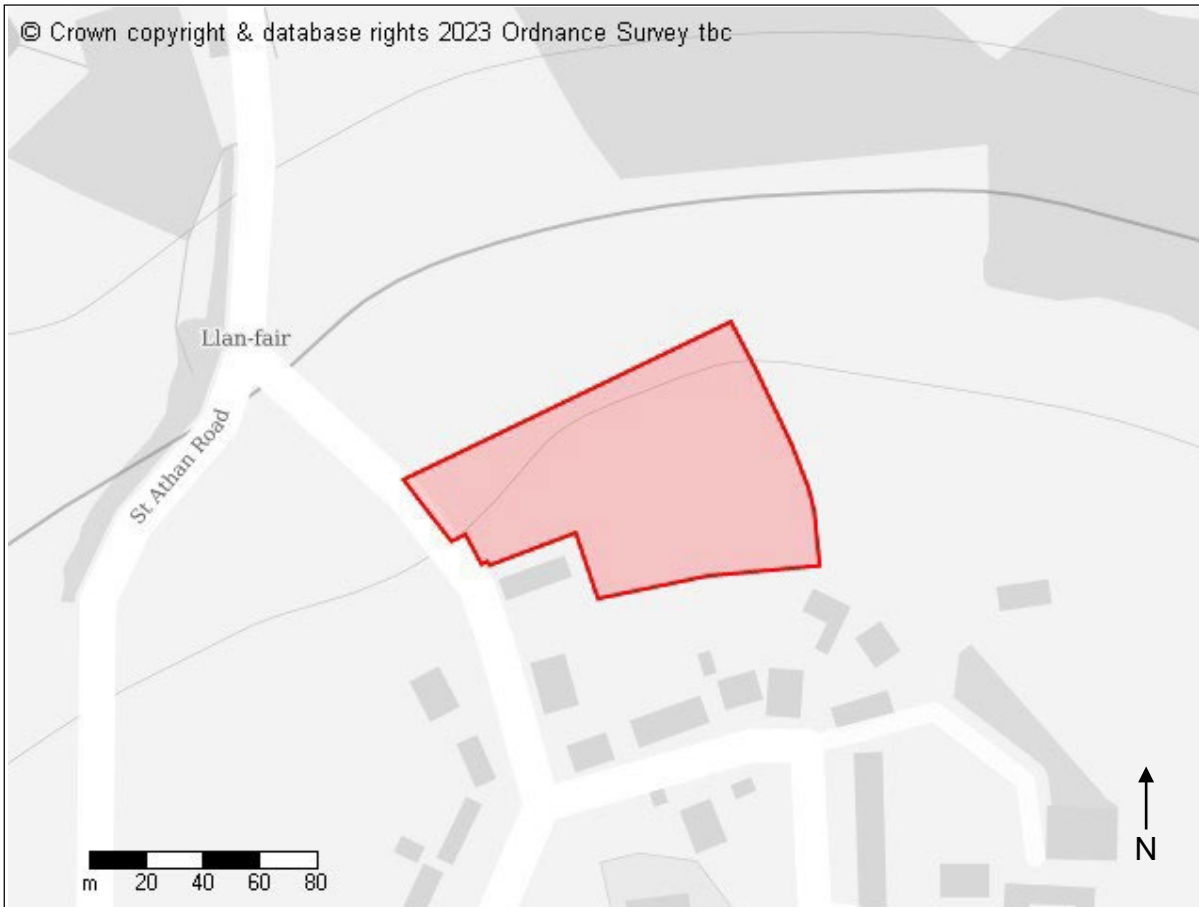 © Crown copyright & database rights 2023 Ordnance Survey tbc
Llan-fair
St Athan Road
m 20 40 60 80
N